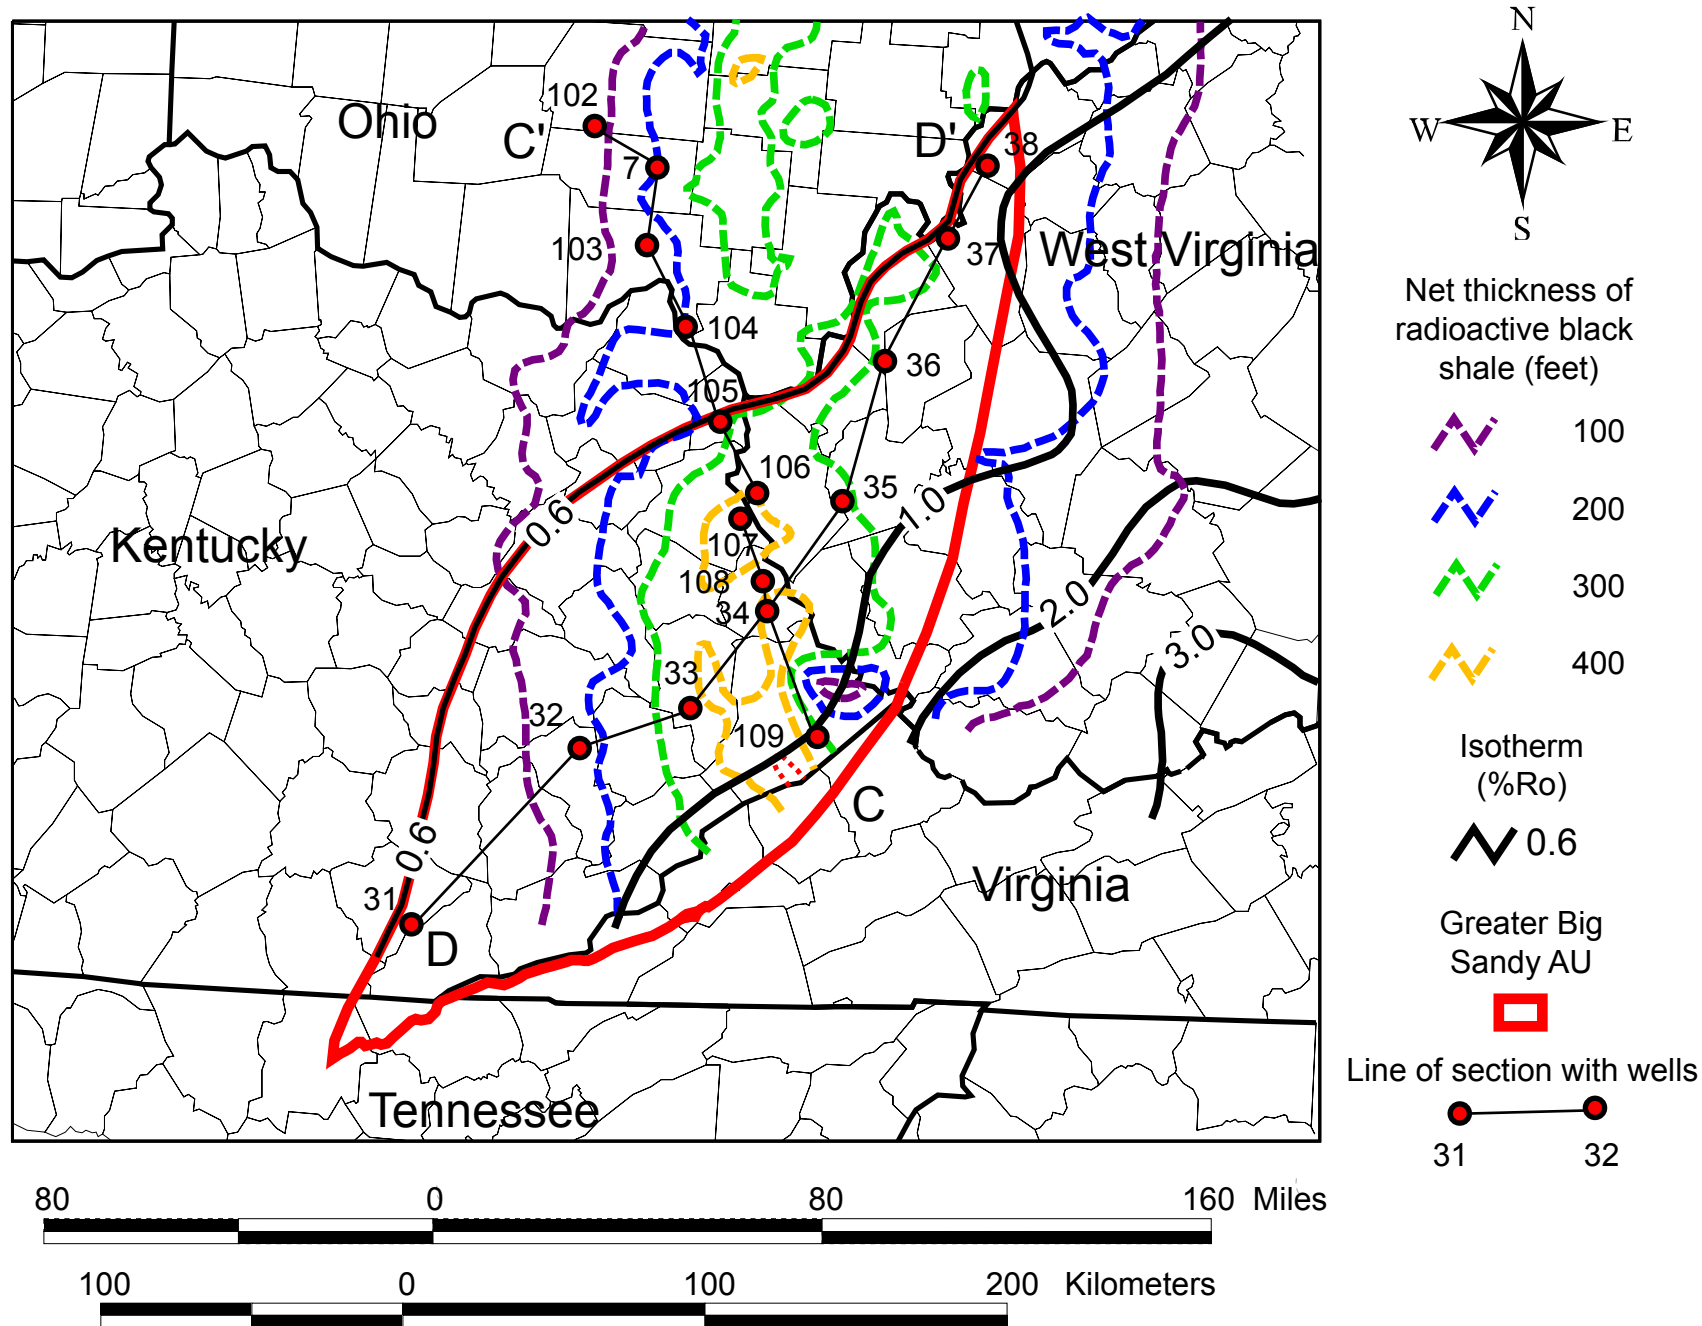 N
W E
S
Ohio
102
C'
7
103
D'
38
37
West Virginia
104
36
105
106
35
1.0
0.6
Kentucky
107
108
34
2.0
3.0
33
32
109
C
0.6
31
D
Virginia
Tennessee
Net thickness of
radioactive black
shale (feet)
100
200
300
400
Isotherm
(%Ro)
0.6
Greater Big
Sandy AU
Line of section with wells
31 32
80 0 80 160 Miles
100 0 100 200 Kilometers